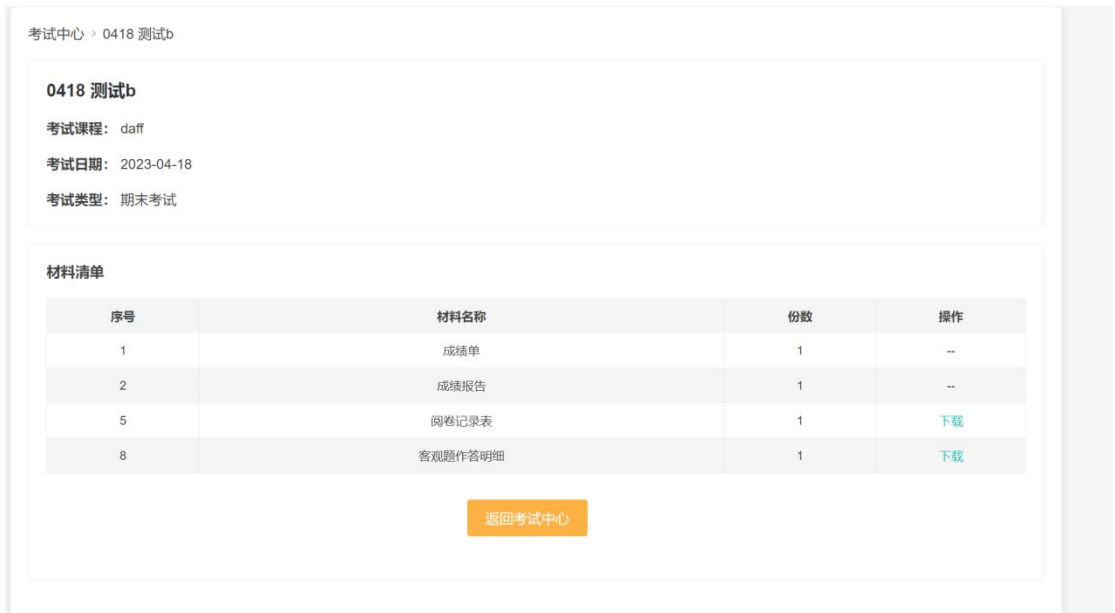 考试中心 > 0418 测试b
0418 测试b
考试课程： daff
考试日期： 2023-04-18
考试类型： 期末考试
材料清单
序号 材料名称 份数 操作
1 成绩单 1 --
2 成绩报告 1 --
5 阅卷记录表 1 下载
8 客观题作答明细 1 下载
返回考试中心